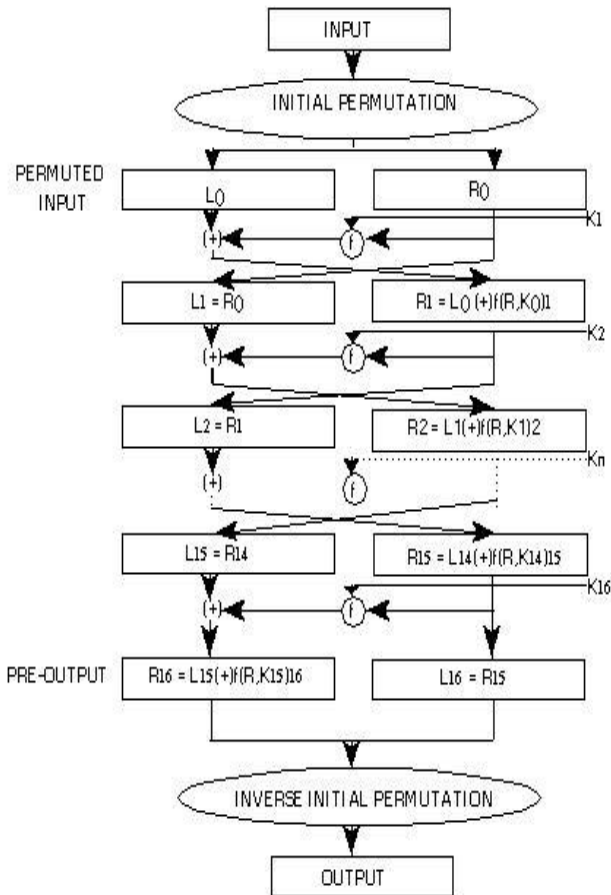 INPUT
INITIAL PERMUTATION
PERMUTED
INPUT
L0
R0
K1
(+)
f
L1 = R0
R1 = L0 (+)f(R,K0)1
K2
(+)
f
L2 = R1
R2 = L1(+)f(R,K1)2
Kn
(+)
f
L15 = R14
R15 = L14(+)f(R,K14)15
K16
(+)
f
PRE-OUTPUT
R16 = L15(+)f(R,K15)16
L16 = R15
INVERSE INITIAL PERMUTATION
OUTPUT